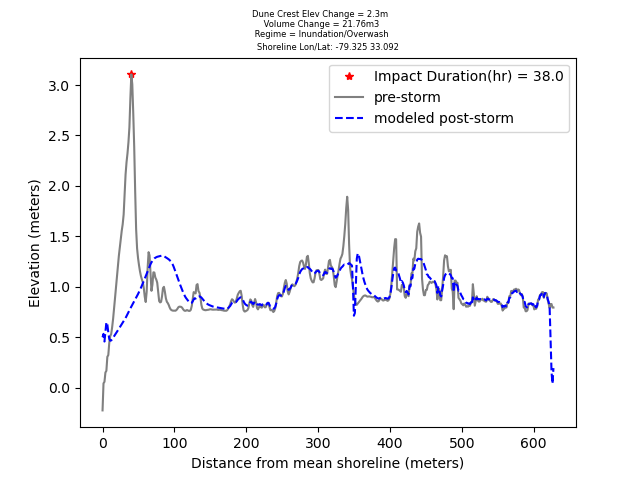 Dune Crest Elev Change = 2.3m
Volume Change = 21.76m3
Regime = Inundation/Overwash
Shoreline Lon/Lat: -79.325 33.092
Impact Duration(hr) = 38.0
pre-storm
modeled post-storm
Elevation (meters)
3.0
2.5
2.0
1.5
1.0
0.5
0.0
0 100 200 300 400 500 600
Distance from mean shoreline (meters)